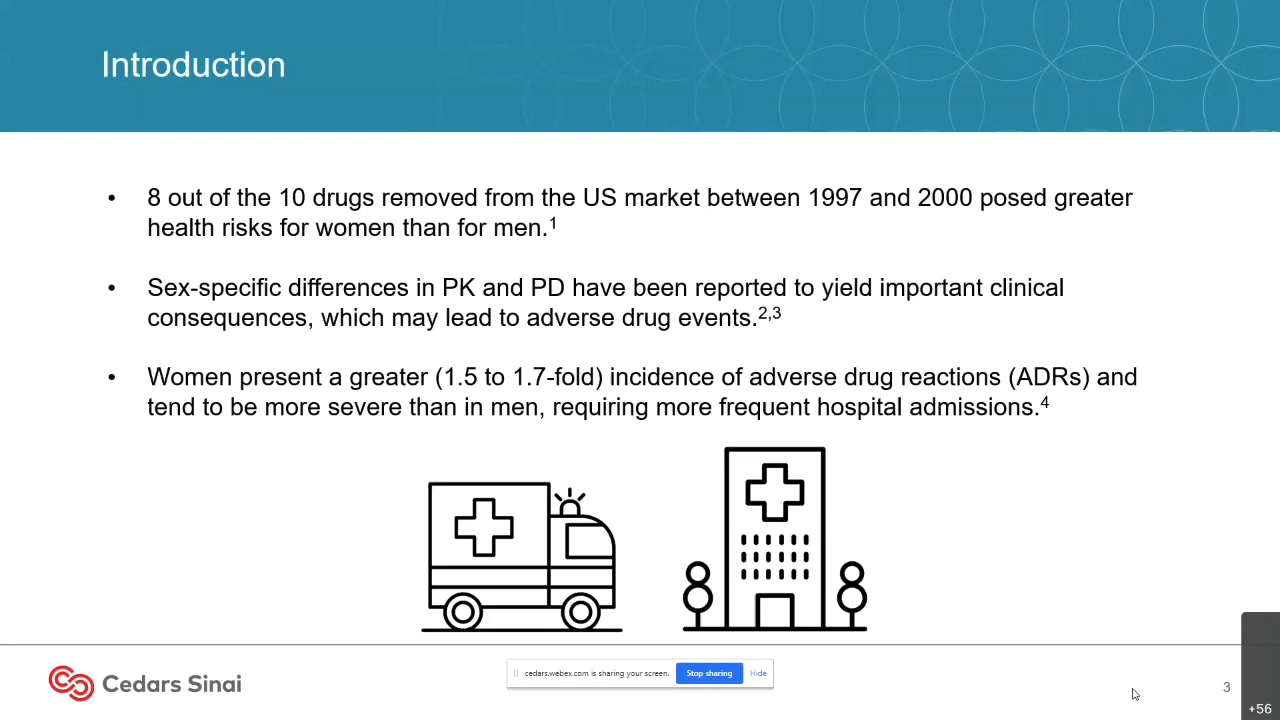 Introduction
• 8 out of the 10 drugs removed from the US market between 1997 and 2000 posed greater
health risks for women than for men.1
• Sex-specific differences in PK and PD have been reported to yield important clinical
consequences, which may lead to adverse drug events.2,3
• Women present a greater (1.5 to 1.7-fold) incidence of adverse drug reactions (ADRs) and
tend to be more severe than in men, requiring more frequent hospital admissions.4
Cedars Sinai
cedars.webex.com is sharing your screen. Stop sharing Hide
3
+56